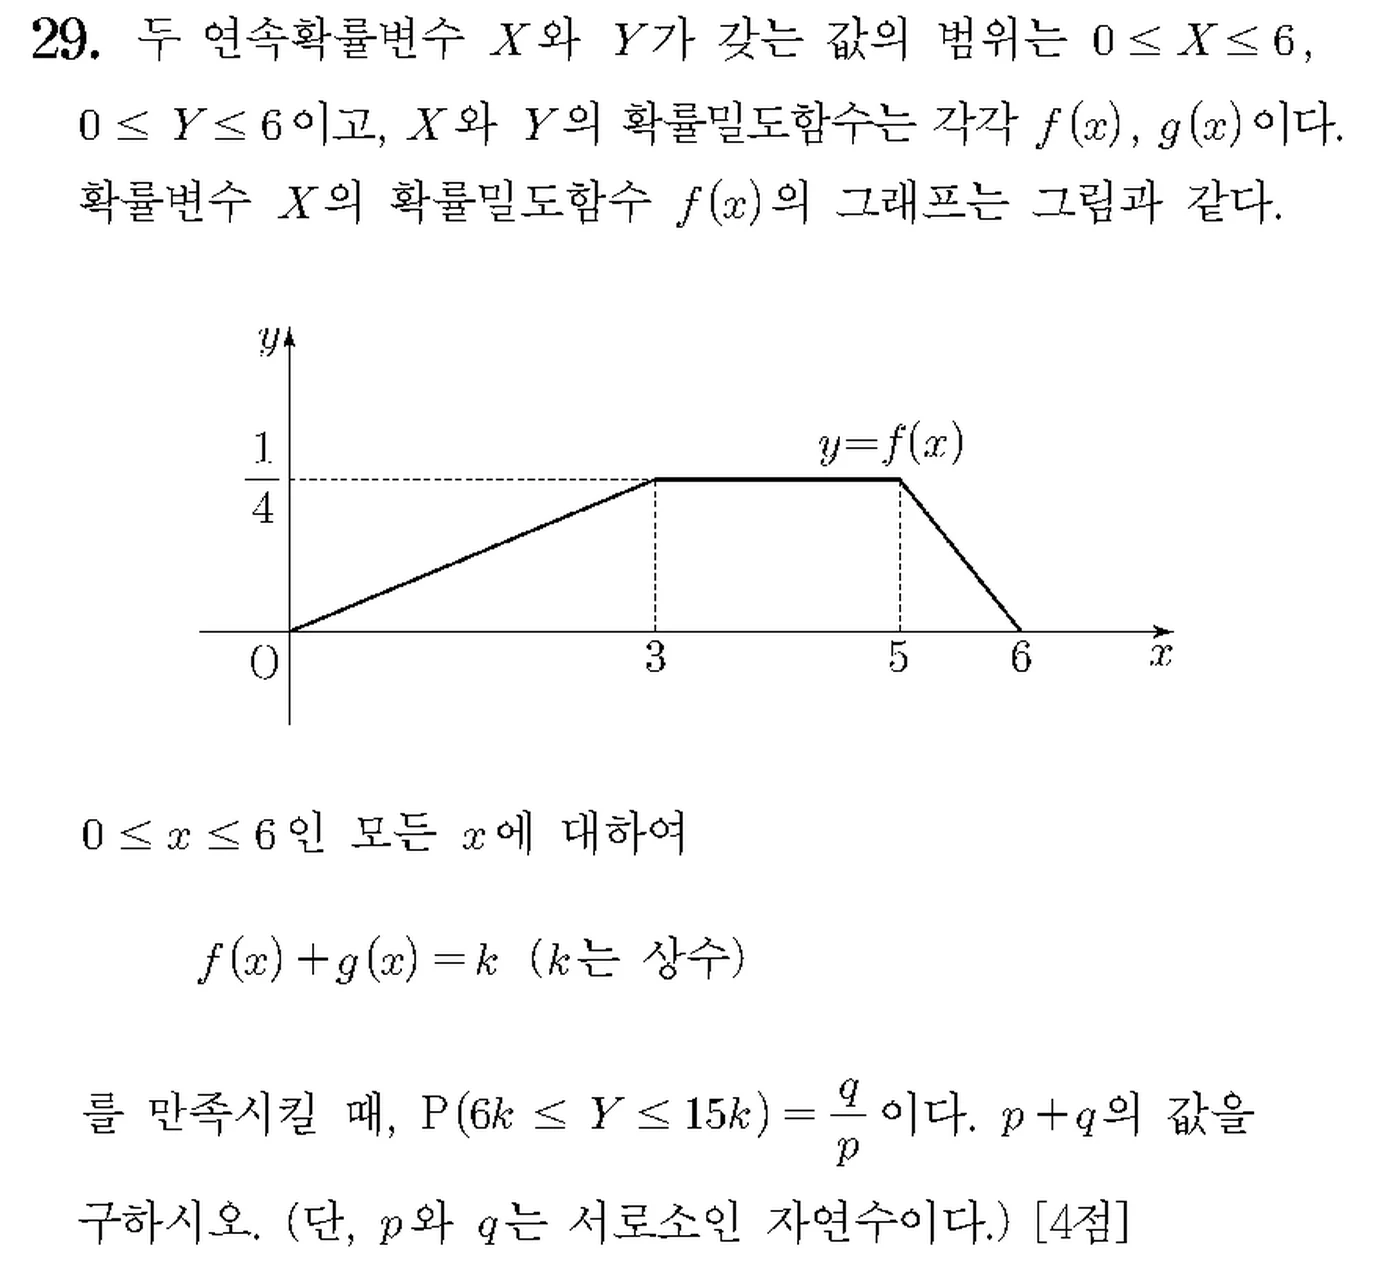 29. 두 연속확률변수 X와 Y가 갖는 값의 범위는 0 ≤ X ≤ 6,
0 ≤ Y ≤ 6이고, X와 Y의 확률밀도함수는 각각 f(x), g(x)이다.
확률변수 X의 확률밀도함수 f(x)의 그래프는 그림과 같다.
y
y=f(x)
1/4
O 3 5 6 x
0 ≤ x ≤ 6인 모든 x에 대하여
f(x)+g(x)=k (k는 상수)
를 만족시킬 때, P(6k ≤ Y ≤ 15k)=q/p이다. p+q의 값을
구하시오. (단, p와 q는 서로소인 자연수이다.) [4점]